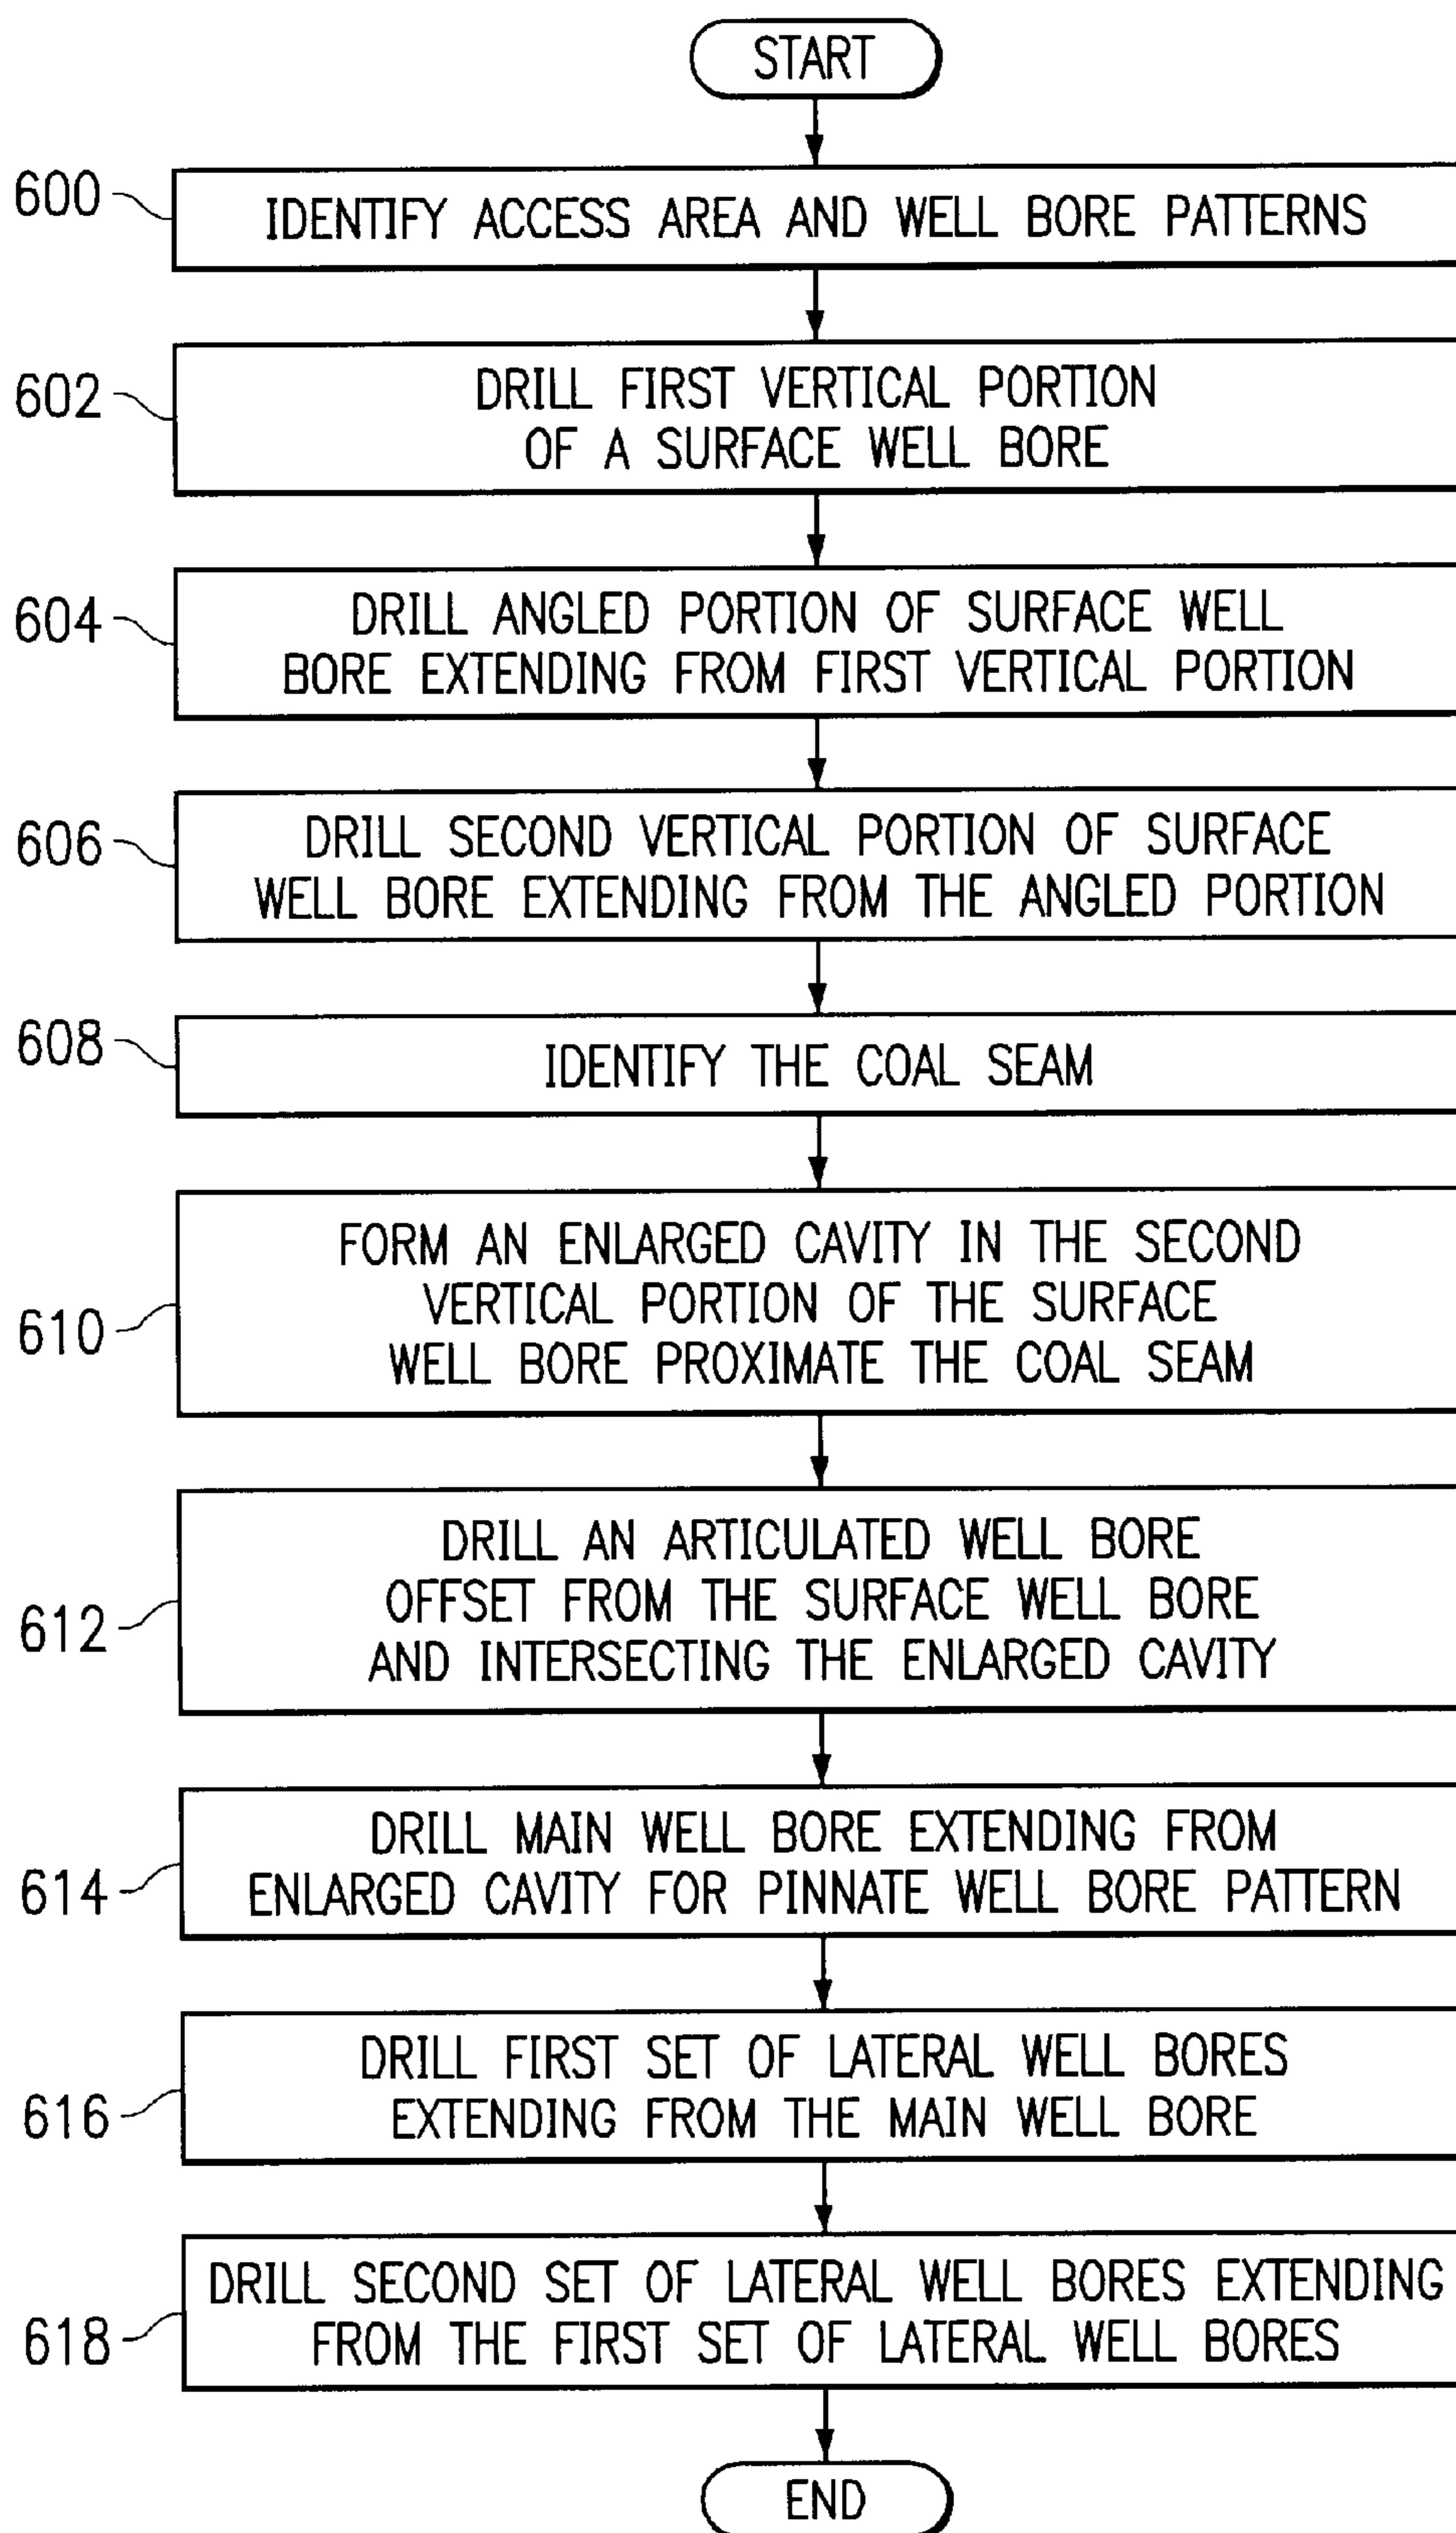 START
600
IDENTIFY ACCESS AREA AND WELL BORE PATTERNS
602
DRILL FIRST VERTICAL PORTION
OF A SURFACE WELL BORE
604
DRILL ANGLED PORTION OF SURFACE WELL
BORE EXTENDING FROM FIRST VERTICAL PORTION
606
DRILL SECOND VERTICAL PORTION OF SURFACE
WELL BORE EXTENDING FROM THE ANGLED PORTION
608
IDENTIFY THE COAL SEAM
610
FORM AN ENLARGED CAVITY IN THE SECOND
VERTICAL PORTION OF THE SURFACE
WELL BORE PROXIMATE THE COAL SEAM
612
DRILL AN ARTICULATED WELL BORE
OFFSET FROM THE SURFACE WELL BORE
AND INTERSECTING THE ENLARGED CAVITY
614
DRILL MAIN WELL BORE EXTENDING FROM
ENLARGED CAVITY FOR PINNATE WELL BORE PATTERN
616
DRILL FIRST SET OF LATERAL WELL BORES
EXTENDING FROM THE MAIN WELL BORE
618
DRILL SECOND SET OF LATERAL WELL BORES EXTENDING
FROM THE FIRST SET OF LATERAL WELL BORES
END